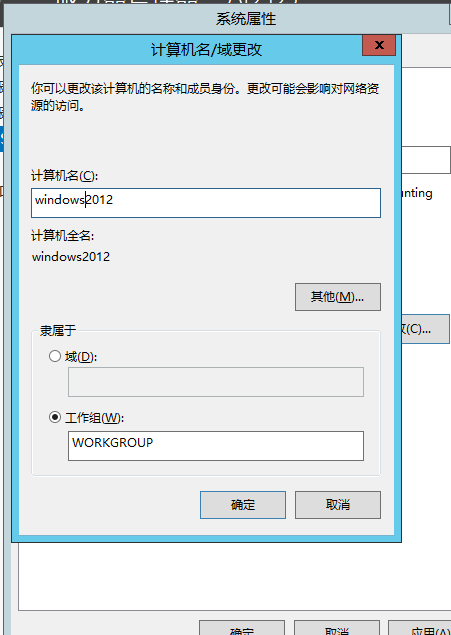 系统属性
计算机名/域更改
x
你可以更改该计算机的名称和成员身份。更改可能会影响对网络资
源的访问。
计算机名(C):
windows2012
unting
计算机全名:
windows2012
其他(M)...
(C)...
隶属于
域(D):
工作组(W):
WORKGROUP
确定
取消
确定
取消
应用(A)